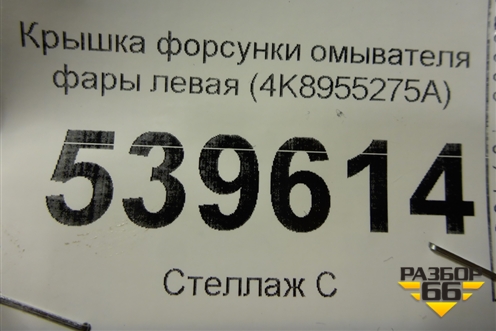 Крышка форсунки омывателя
фары левая (4K8955275A)
539614
Стеллаж С
РАЗБОР
66